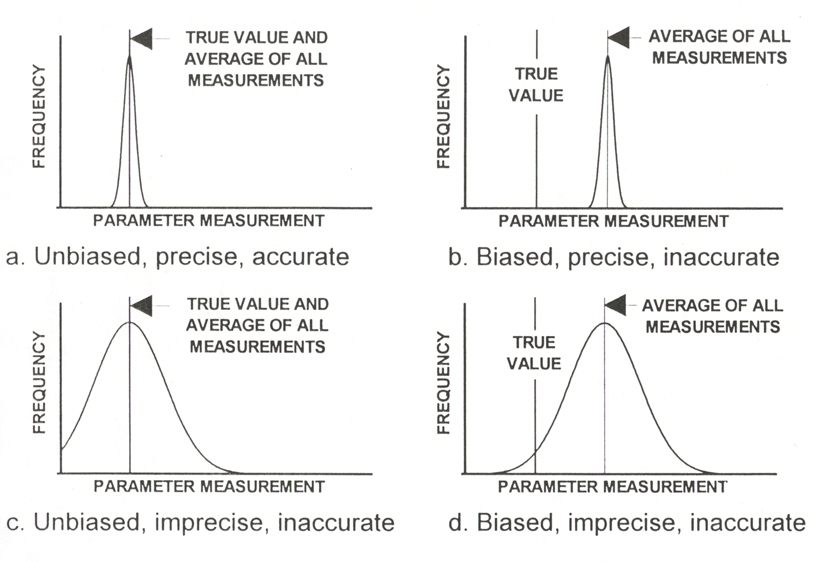 TRUE VALUE AND
AVERAGE OF ALL
MEASUREMENTS
FREQUENCY
PARAMETER MEASUREMENT
a. Unbiased, precise, accurate
AVERAGE OF ALL
MEASUREMENTS
TRUE
VALUE
FREQUENCY
PARAMETER MEASUREMENT
b. Biased, precise, inaccurate
TRUE VALUE AND
AVERAGE OF ALL
MEASUREMENTS
FREQUENCY
PARAMETER MEASUREMENT
c. Unbiased, imprecise, inaccurate
AVERAGE OF ALL
MEASUREMENTS
TRUE
VALUE
FREQUENCY
PARAMETER MEASUREMENT
d. Biased, imprecise, inaccurate